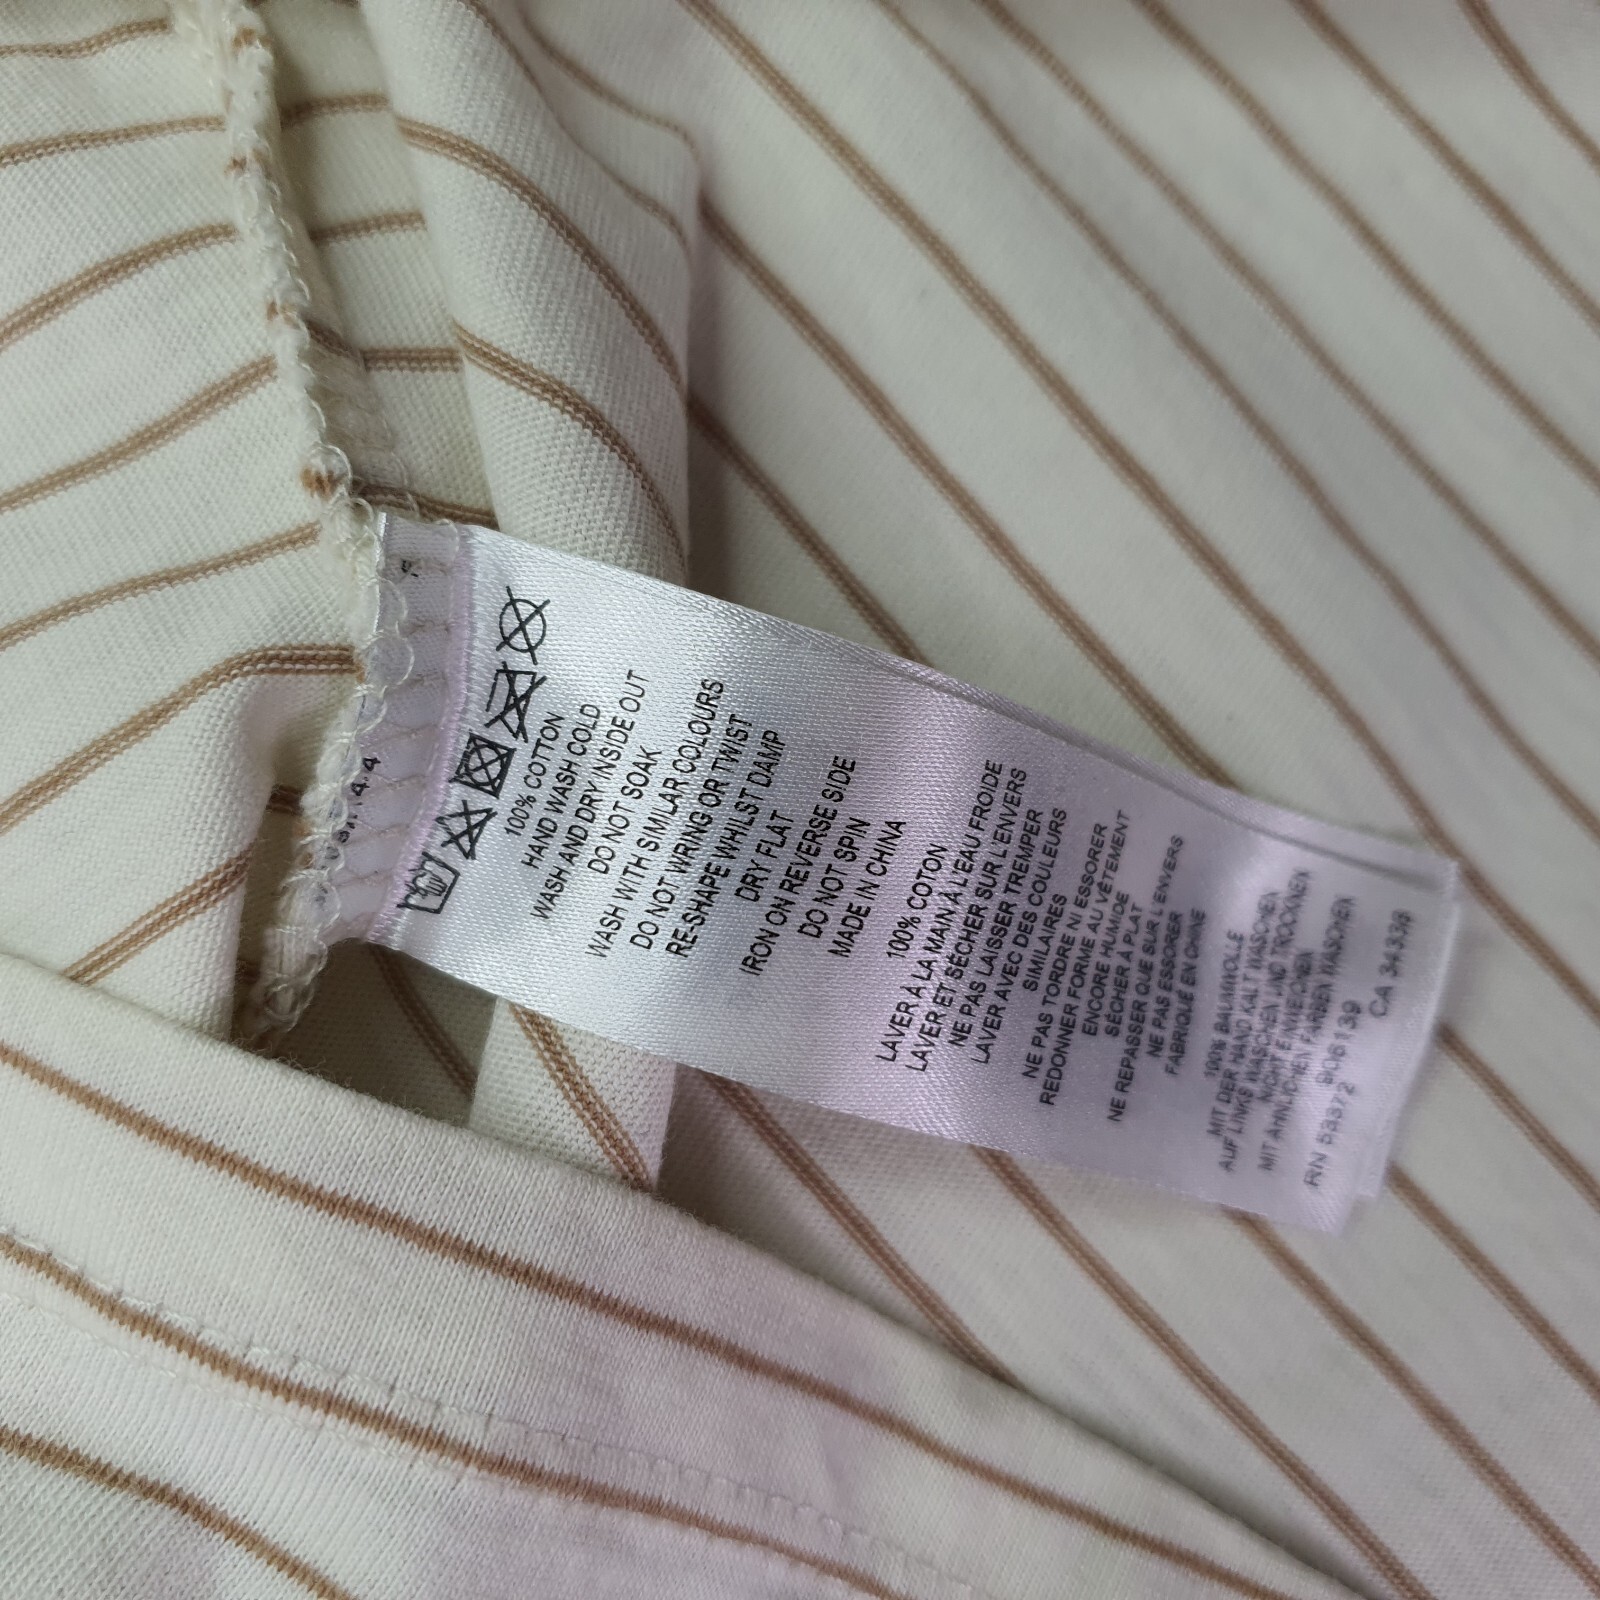 100% COTTON
HAND WASH COLD
WASH AND DRY INSIDE OUT
DO NOT SOAK
WASH WITH SIMILAR COLOURS
DO NOT WRING OR TWIST
RE-SHAPE WHILST DAMP
DRY FLAT
IRON ON REVERSE SIDE
DO NOT SPIN
MADE IN CHINA
100% COTON
LAVER À LA MAIN À L'EAU FROIDE
LAVER ET SÉCHER SUR L'ENVERS
NE PAS LAISSER TREMPER
LAVER AVEC DES COULEURS
SIMILAIRES
NE PAS TORDRE NI ESSORER
REDONNER FORME AU VÊTEMENT
ENCORE HUMIDE
SÉCHER À PLAT
NE REPASSER QUE SUR L'ENVERS
NE PAS ESSORER
FABRIQUÉ EN CHINE
100% BAUMWOLLE
MIT DER HAND KALT WASCHEN
AUF LINKS WASCHEN UND TROCKNEN
NICHT EINWEICHEN
MIT ÄHNLICHEN FARBEN WASCHEN
RN 53372 906139 CA 34338